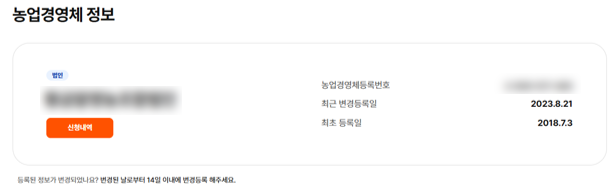 농업경영체 정보
법인
신청내역
농업경영체등록번호
최근 변경등록일 2023.8.21
최초 등록일 2018.7.3
등록된 정보가 변경되었나요? 변경된 날로부터 14일 이내에 변경등록 해주세요.